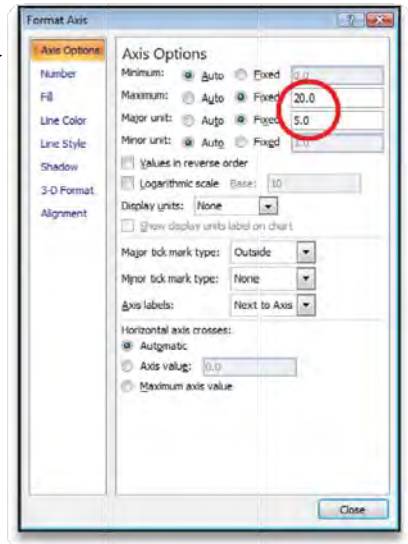 Format Axis
Axis Options
Number
Fill
Line Color
Line Style
Shadow
3-D Format
Alignment
Axis Options
Minimum: Auto Fixed 0.0
Maximum: Auto Fixed 20.0
Major unit: Auto Fixed 5.0
Minor unit: Auto Fixed 1.0
Values in reverse order
Logarithmic scale Base: 10
Display units: None
Show display units label on chart
Major tick mark type: Outside
Minor tick mark type: None
Axis labels: Next to Axis
Horizontal axis crosses:
Automatic
Axis value: 0.0
Maximum axis value
Close